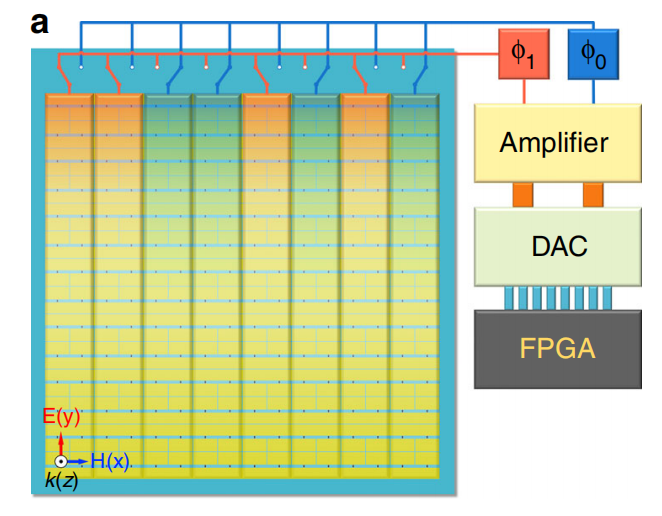 a
ϕ1
ϕ0
Amplifier
DAC
FPGA
E(y)
H(x)
k(z)